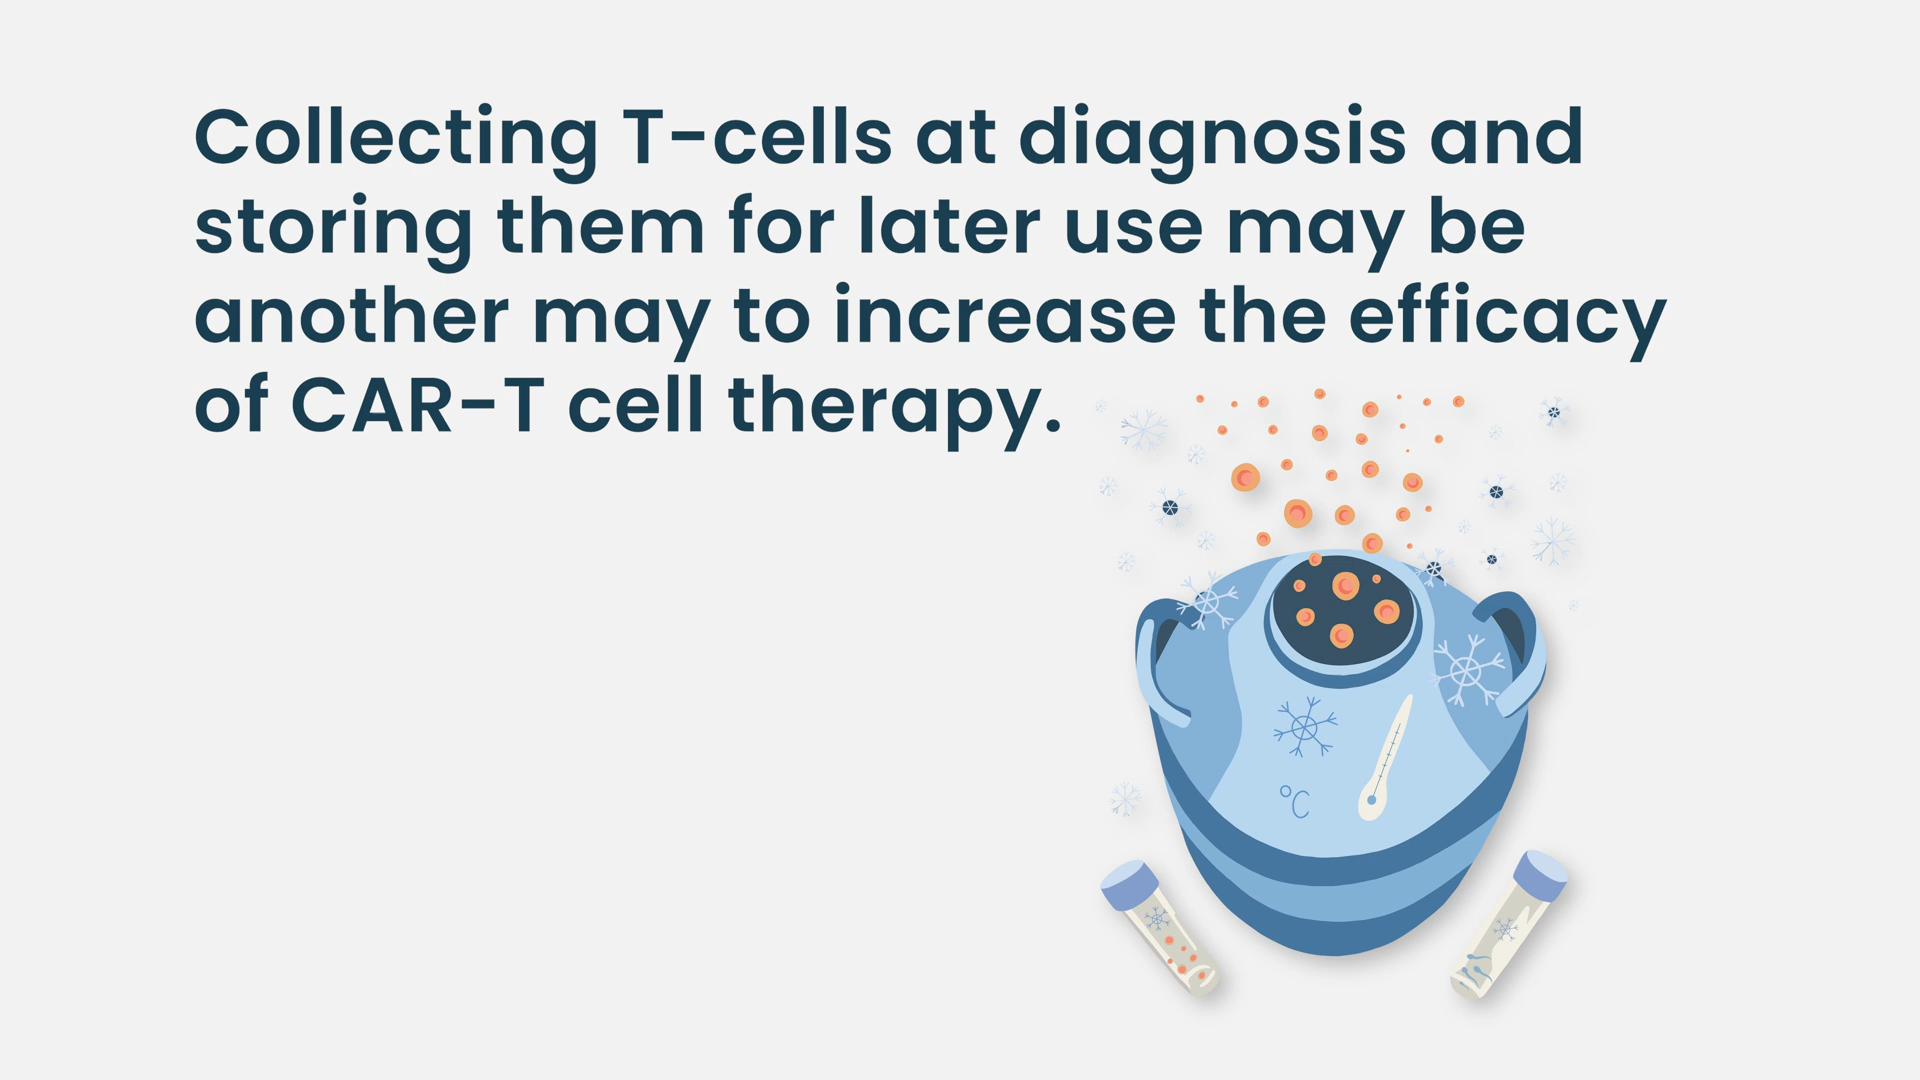 Collecting T-cells at diagnosis and
storing them for later use may be
another may to increase the efficacy
of CAR-T cell therapy.
°C